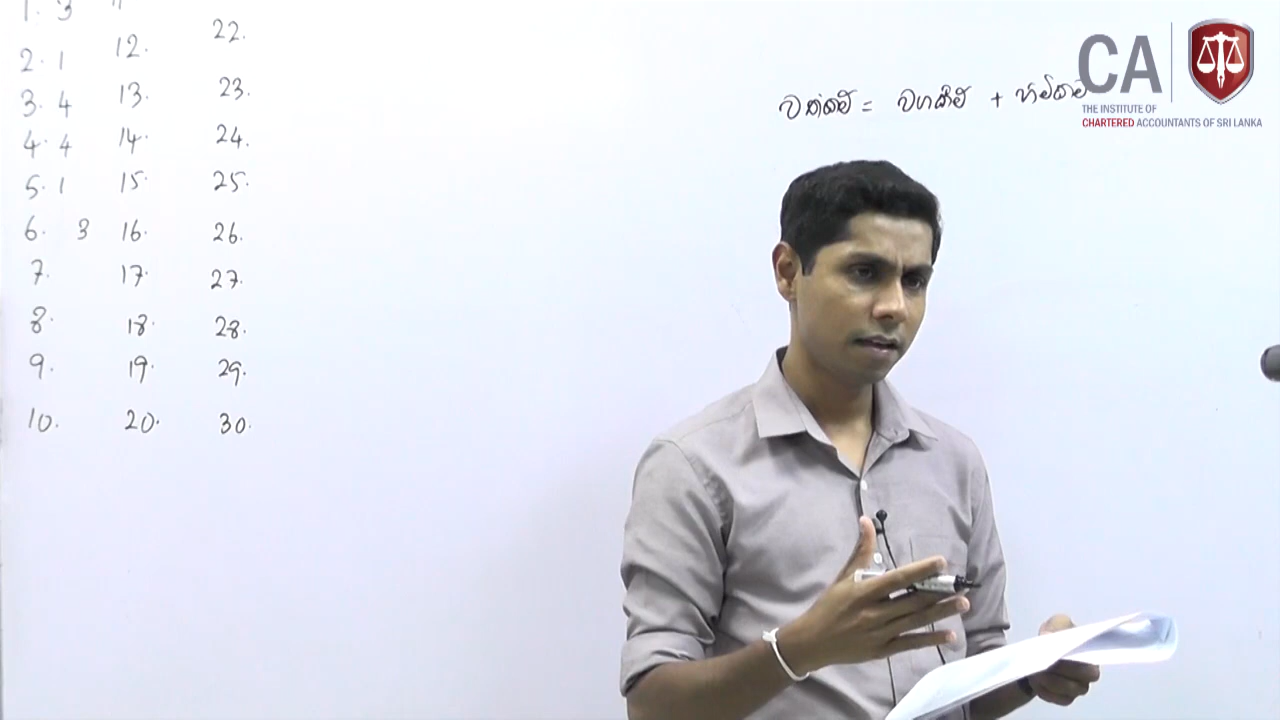 1. 3 11
2. 1 12. 22.
3. 4 13. 23.
4. 4 14. 24.
5. 1 15. 25.
6. 3 16. 26.
7. 17. 27.
8. 18. 28.
9. 19. 29.
10. 20. 30.
වත්කම් = වගකීම් + හිමිකම්
CA
THE INSTITUTE OF
CHARTERED ACCOUNTANTS OF SRI LANKA